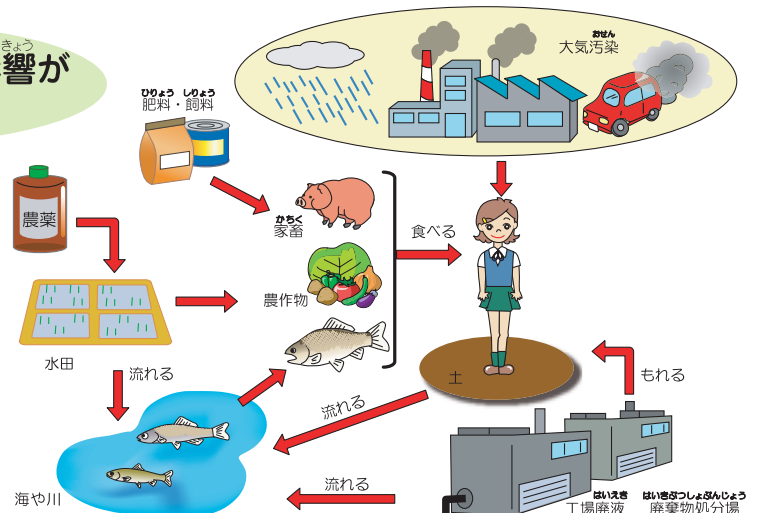 きょう
響が
おせん
大気汚染
ひりょう しりょう
肥料・飼料
農薬
かちく
家畜
食べる
農作物
水田
流れる
土
もれる
流れる
海や川
流れる
はいえき
工場廃液
はいきぶつしょぶんじょう
廃棄物処分場